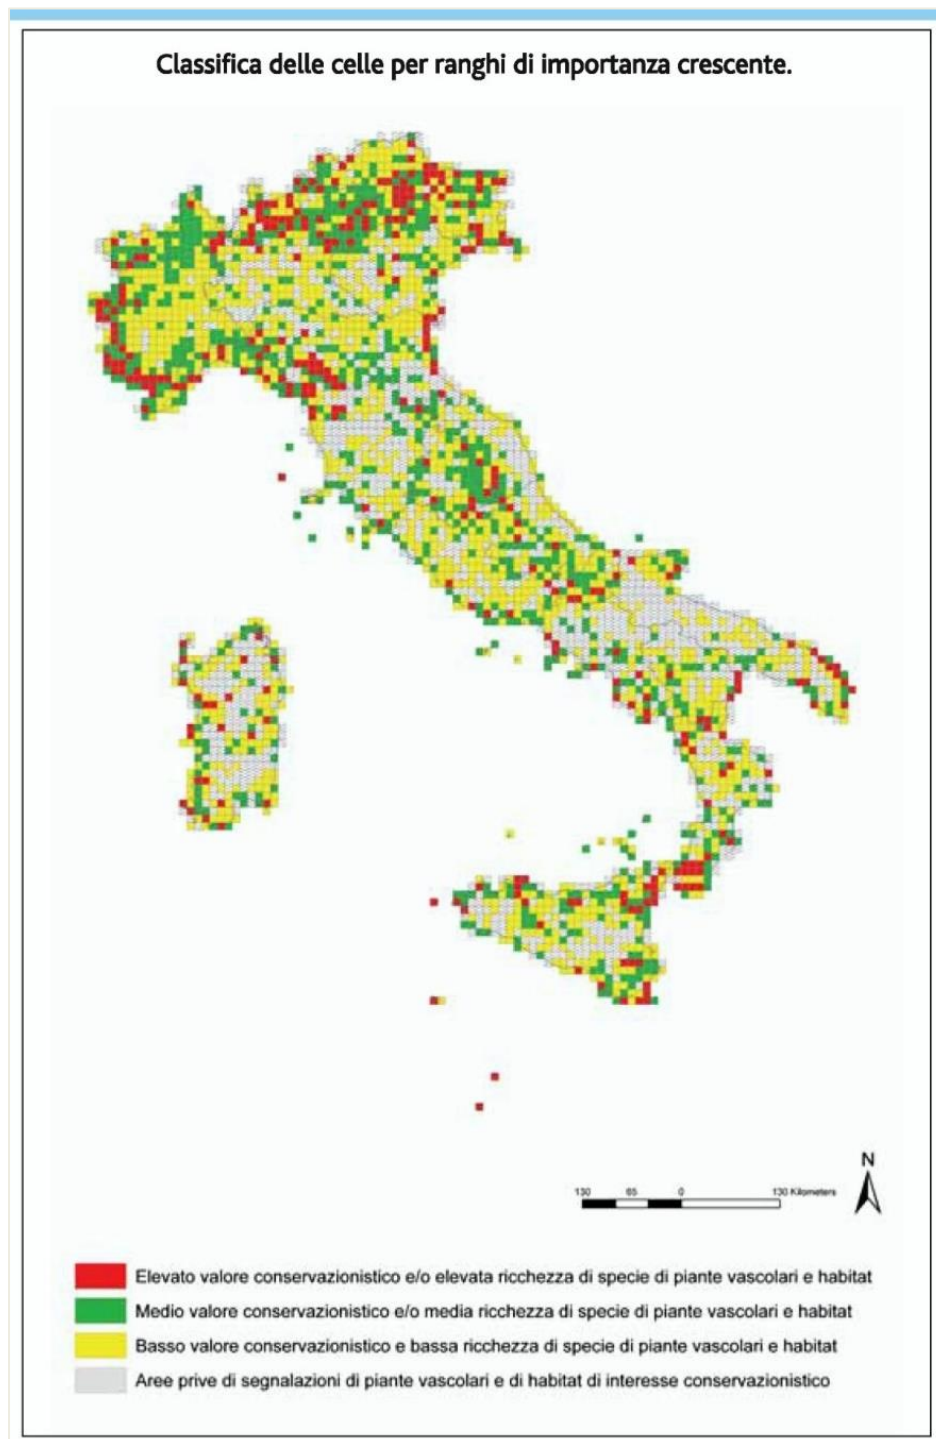 Classifica delle celle per ranghi di importanza crescente.
N
130 65 0 130 Kilometers
Elevato valore conservazionistico e/o elevata ricchezza di specie di piante vascolari e habitat
Medio valore conservazionistico e/o media ricchezza di specie di piante vascolari e habitat
Basso valore conservazionistico e bassa ricchezza di specie di piante vascolari e habitat
Aree prive di segnalazioni di piante vascolari e di habitat di interesse conservazionistico